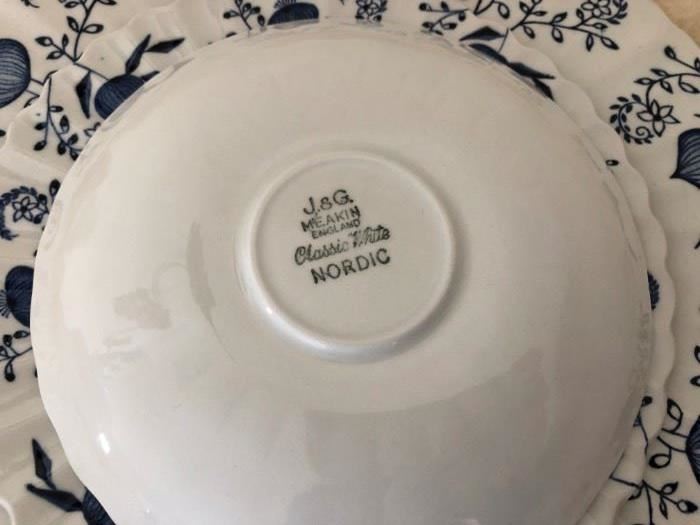 J.&G.
MEAKIN
ENGLAND
Classic White
NORDIC